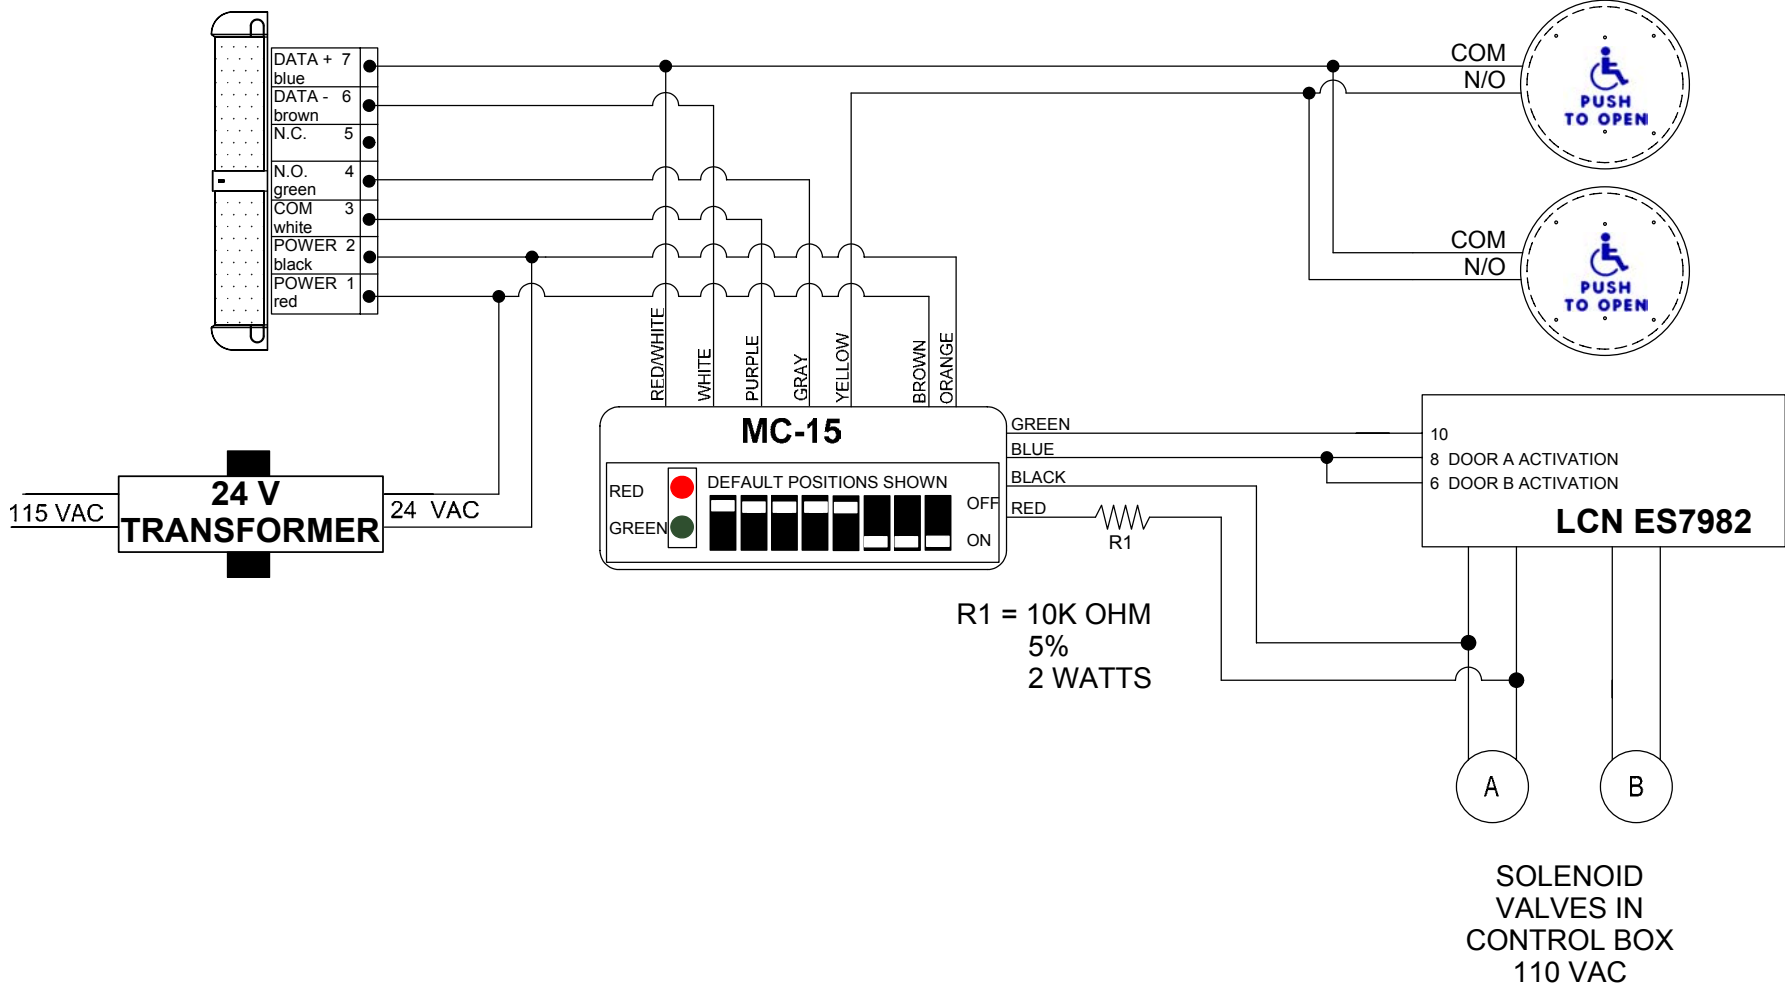 DATA + 7
blue
DATA - 6
brown
N.C. 5
N.O. 4
green
COM 3
white
POWER 2
black
POWER 1
red
COM
N/O
PUSH
TO OPEN
COM
N/O
PUSH
TO OPEN
RED/WHITE
WHITE
PURPLE
GRAY
YELLOW
BROWN
ORANGE
MC-15
RED
GREEN
DEFAULT POSITIONS SHOWN
OFF
ON
GREEN
BLUE
BLACK
RED
R1
10
8 DOOR A ACTIVATION
6 DOOR B ACTIVATION
LCN ES7982
115 VAC
24 V
TRANSFORMER
24 VAC
R1 = 10K OHM
5%
2 WATTS
A
B
SOLENOID
VALVES IN
CONTROL BOX
110 VAC